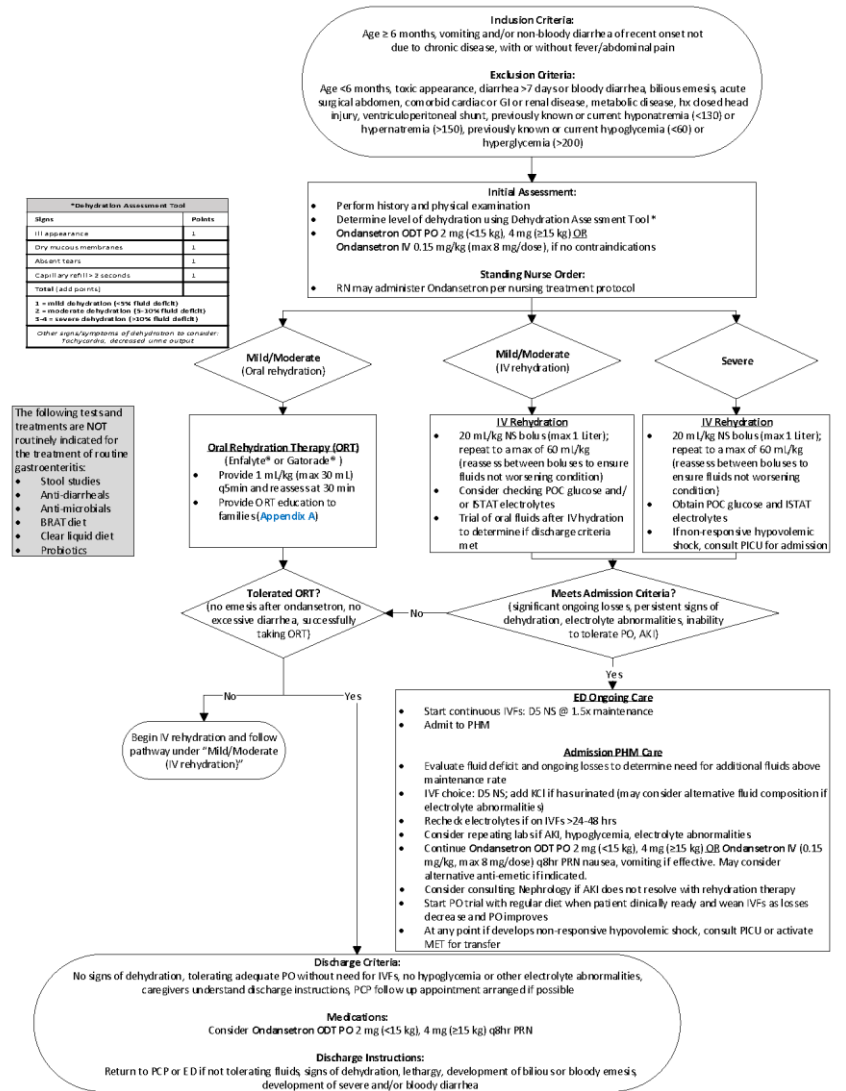 Inclusion Criteria:
Age ≥ 6 months, vomiting and/or non-bloody diarrhea of recent onset not
due to chronic disease, with or without fever/abdominal pain
Exclusion Criteria:
Age <6 months, toxic appearance, diarrhea >7 days or bloody diarrhea, bilious emesis, acute
surgical abdomen, comorbid cardiac or GI or renal disease, metabolic disease, hx closed head
injury, ventriculoperitoneal shunt, previously known or current hyponatremia (<130) or
hypernatremia (>150), previously known or current hypoglycemia (<60) or
hyperglycemia (>200)
Initial Assessment:
• Perform history and physical examination
• Determine level of dehydration using Dehydration Assessment Tool *
• Ondansetron ODT PO 2 mg (<15 kg), 4 mg (≥15 kg) OR
Ondansetron IV 0.15 mg/kg (max 8 mg/dose), if no contraindications
Standing Nurse Order:
• RN may administer Ondansetron per nursing treatment protocol
*Dehydration Assessment Tool
Signs Points
Ill appearance 1
Dry mucous membranes 1
Absent tears 1
Capillary refill > 2 seconds 1
Total (add points)
1 = mild dehydration (<5% fluid deficit)
2 = moderate dehydration (5-10% fluid deficit)
3-4 = severe dehydration (>10% fluid deficit)
Other signs/symptoms of dehydration to consider:
Tachycardia, decreased urine output
Mild/Moderate
(Oral rehydration)
Mild/Moderate
(IV rehydration)
Severe
The following tests and
treatments are NOT
routinely indicated for
the treatment of routine
gastroenteritis:
• Stool studies
• Anti-diarrheals
• Anti-microbials
• BRAT diet
• Clear liquid diet
• Probiotics
Oral Rehydration Therapy (ORT)
(Enfalyte* or Gatorade*)
• Provide 1 mL/kg (max 30 mL)
q5min and reassess at 30 min
• Provide ORT education to
families (Appendix A)
IV Rehydration
• 20 mL/kg NS bolus (max 1 Liter);
repeat to a max of 60 mL/kg
(reassess between boluses to ensure
fluids not worsening condition)
• Consider checking POC glucose and/
or ISTAT electrolytes
• Trial of oral fluids after IV hydration
to determine if discharge criteria
met
IV Rehydration
• 20 mL/kg NS bolus (max 1 Liter);
repeat to a max of 60 mL/kg
(reassess between boluses to
ensure fluids not worsening
condition)
• Obtain POC glucose and ISTAT
electrolytes
• If non-responsive hypovolemic
shock, consult PICU for admission
Tolerated ORT?
(no emesis after ondansetron, no
excessive diarrhea, successfully
taking ORT)
No
Meets Admission Criteria?
(significant ongoing losses, persistent signs of
dehydration, electrolyte abnormalities, inability
to tolerate PO, AKI)
No
Yes
Yes
Begin IV rehydration and follow
pathway under "Mild/Moderate
(IV rehydration)"
ED Ongoing Care
• Start continuous IVFs: D5 NS @ 1.5x maintenance
• Admit to PHM
Admission PHM Care
• Evaluate fluid deficit and ongoing losses to determine need for additional fluids above
maintenance rate
• IVF choice: D5 NS; add KCl if has urinated (may consider alternative fluid composition if
electrolyte abnormalities)
• Recheck electrolytes if on IVFs >24-48 hrs
• Consider repeating labs if AKI, hypoglycemia, electrolyte abnormalities
• Continue Ondansetron ODT PO 2 mg (<15 kg), 4 mg (≥15 kg) OR Ondansetron IV (0.15
mg/kg, max 8 mg/dose) q8hr PRN nausea, vomiting if effective. May consider
alternative anti-emetic if indicated.
• Consider consulting Nephrology if AKI does not resolve with rehydration therapy
• Start PO trial with regular diet when patient clinically ready and wean IVFs as losses
decrease and PO improves
• At any point if develops non-responsive hypovolemic shock, consult PICU or activate
MET for transfer
Discharge Criteria:
No signs of dehydration, tolerating adequate PO without need for IVFs, no hypoglycemia or other electrolyte abnormalities,
caregivers understand discharge instructions, PCP follow up appointment arranged if possible
Medications:
Consider Ondansetron ODT PO 2 mg (<15 kg), 4 mg (≥15 kg) q8hr PRN
Discharge Instructions:
Return to PCP or ED if not tolerating fluids, signs of dehydration, lethargy, development of bilious or bloody emesis,
development of severe and/or bloody diarrhea